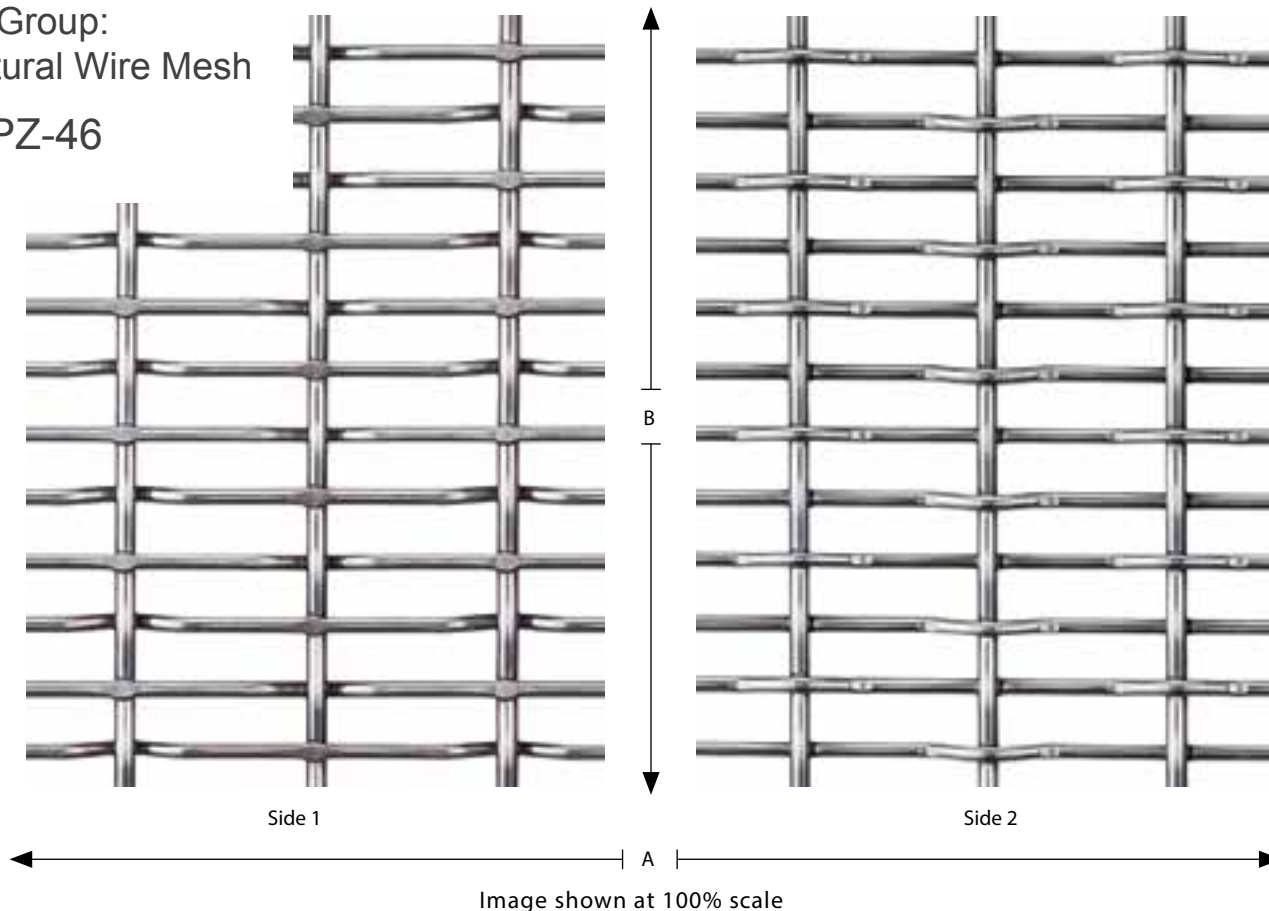 Group:
tural Wire Mesh
PZ-46
B
Side 1
Side 2
A
Image shown at 100% scale